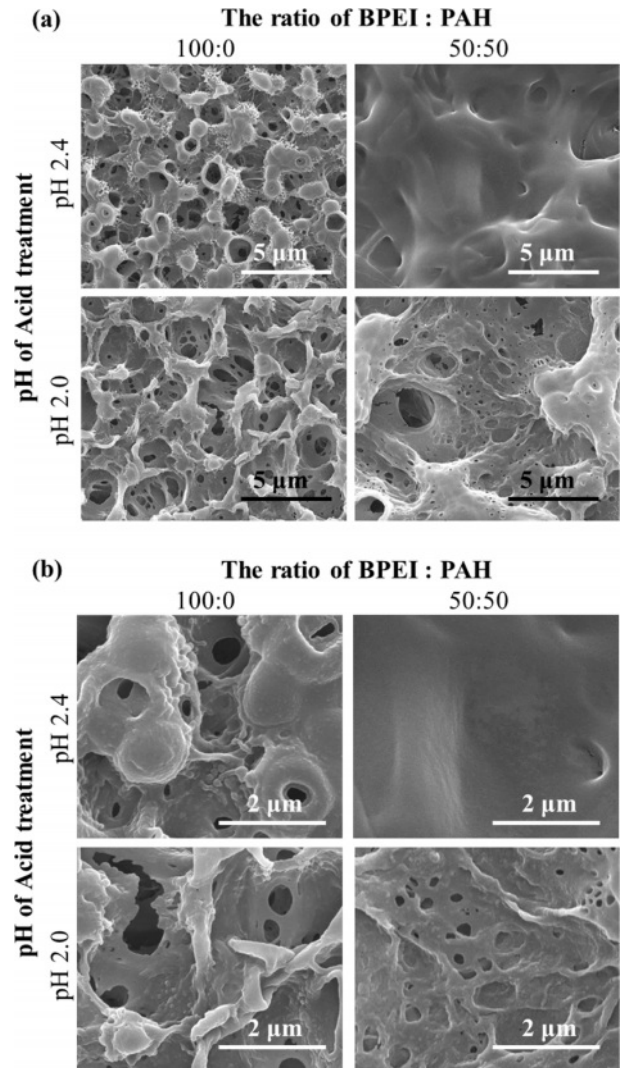 (a) The ratio of BPEI : PAH
100:0 50:50
pH of Acid treatment
pH 2.4
5 µm 5 µm
pH 2.0
5 µm 5 µm
(b) The ratio of BPEI : PAH
100:0 50:50
pH of Acid treatment
pH 2.4
2 µm 2 µm
pH 2.0
2 µm 2 µm